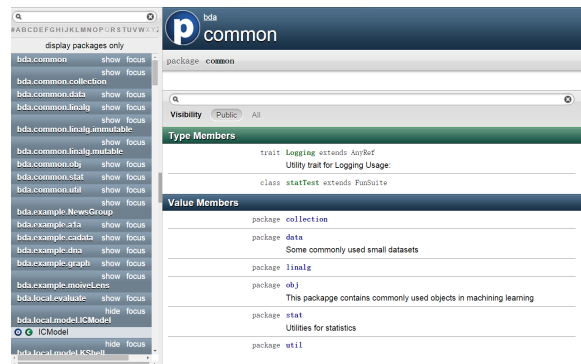 #ABCDEFGHIJKLMNOPQRSTUVWXYZ
display packages only
bda.common show focus
show focus
bda.common.collection
bda.common.data show focus
bda.common.linalg show focus
show focus
bda.common.linalg.immutable
show focus
bda.common.linalg.mutable
bda.common.obj show focus
bda.common.stat show focus
bda.common.util show focus
show focus
bda.example.NewsGroup
bda.example.a1a show focus
bda.example.cadata show focus
bda.example.dna show focus
bda.example.graph show focus
show focus
bda.example.moiveLens
bda.local.evaluate show focus
hide focus
bda.local.model.ICModel
O C ICModel
hide focus
bda.local.model.KShell
p
bda
common
package common
Visibility Public All
Type Members
trait Logging extends AnyRef
Utility trait for Logging Usage:
class statTest extends FunSuite
Value Members
package collection
package data
Some commonly used small datasets
package linalg
package obj
This packapge contains commonly used objects in machining learning
package stat
Utilities for statistics
package util